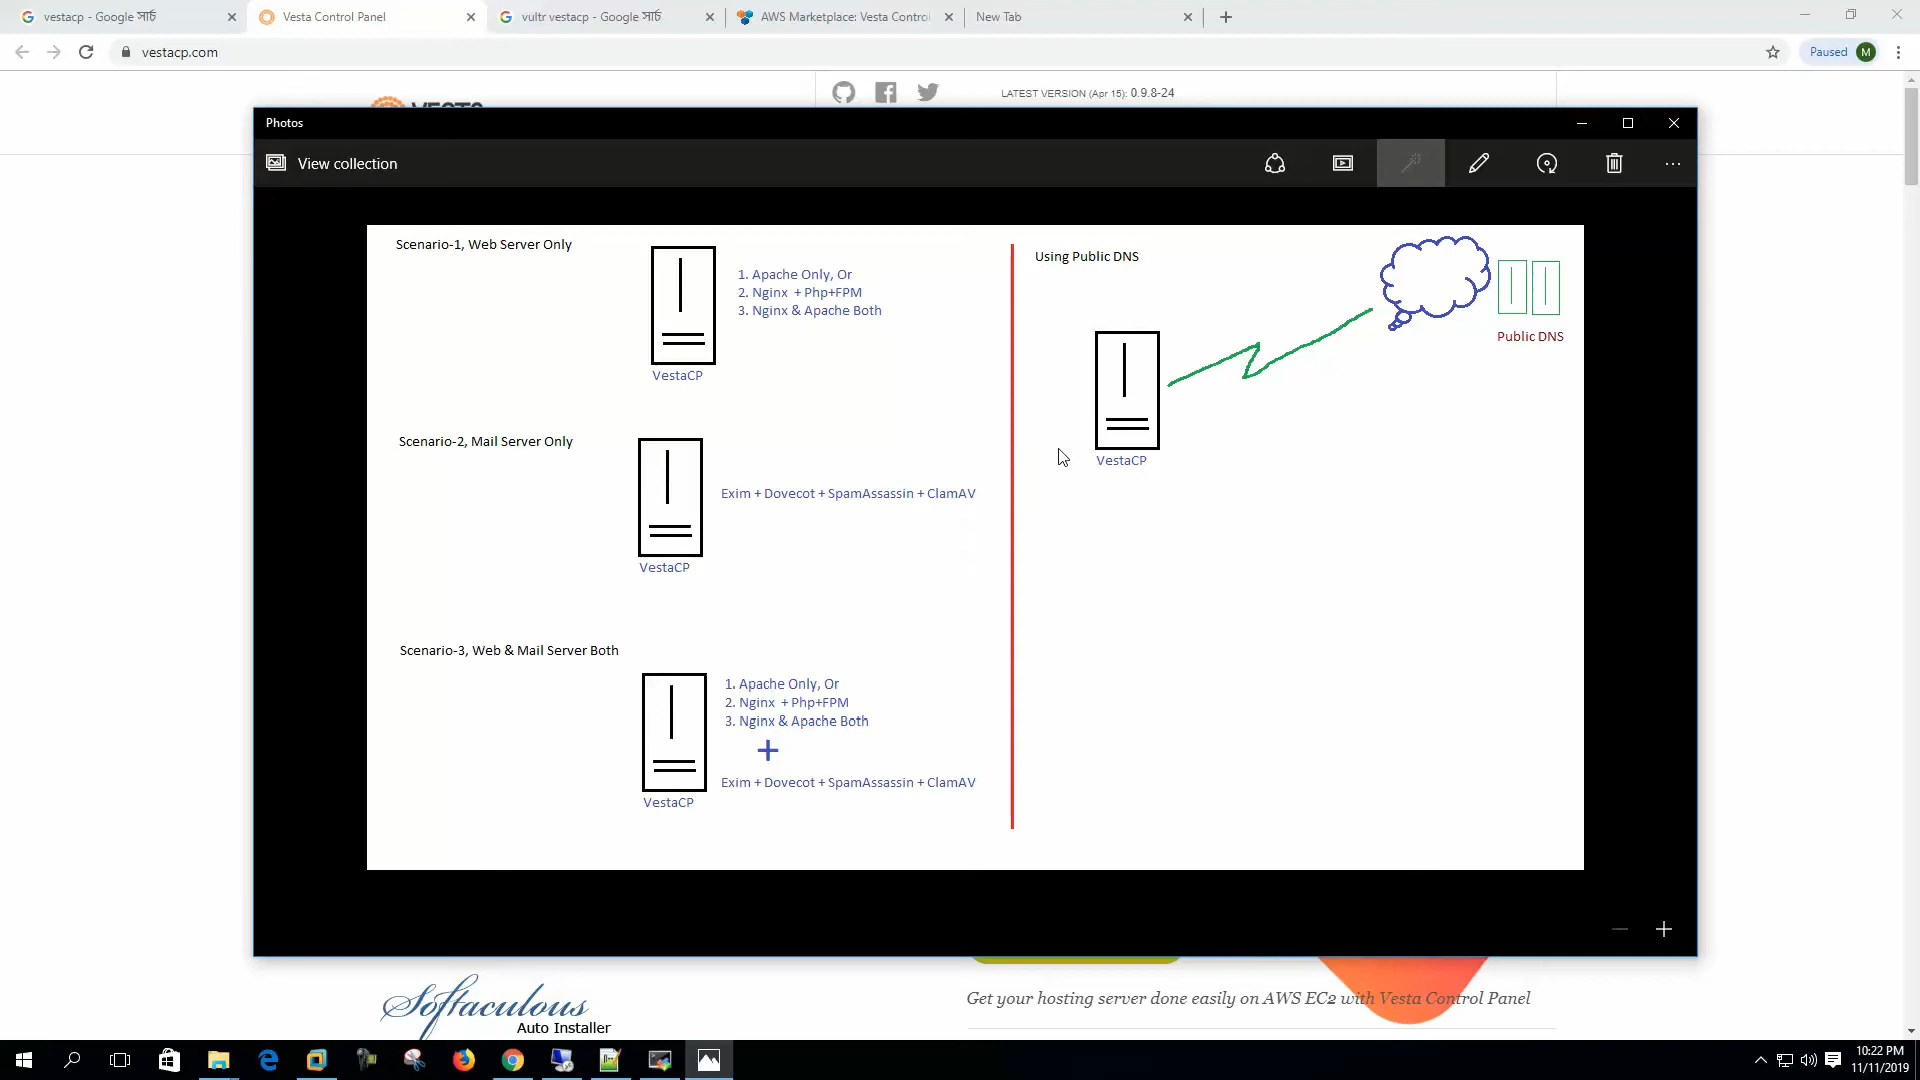 vestacp - Google সার্চ
Vesta Control Panel
vultr vestacp - Google সার্চ
AWS Marketplace: Vesta Control
New Tab
vestacp.com
Paused
M
LATEST VERSION (Apr 15): 0.9.8-24
Photos
View collection
Scenario-1, Web Server Only
1. Apache Only, Or
2. Nginx + Php+FPM
3. Nginx & Apache Both
VestaCP
Scenario-2, Mail Server Only
Exim + Dovecot + SpamAssassin + ClamAV
VestaCP
Scenario-3, Web & Mail Server Both
1. Apache Only, Or
2. Nginx + Php+FPM
3. Nginx & Apache Both
+
Exim + Dovecot + SpamAssassin + ClamAV
VestaCP
Using Public DNS
Public DNS
VestaCP
Softaculous
Auto Installer
Get your hosting server done easily on AWS EC2 with Vesta Control Panel
10:22 PM
11/11/2019